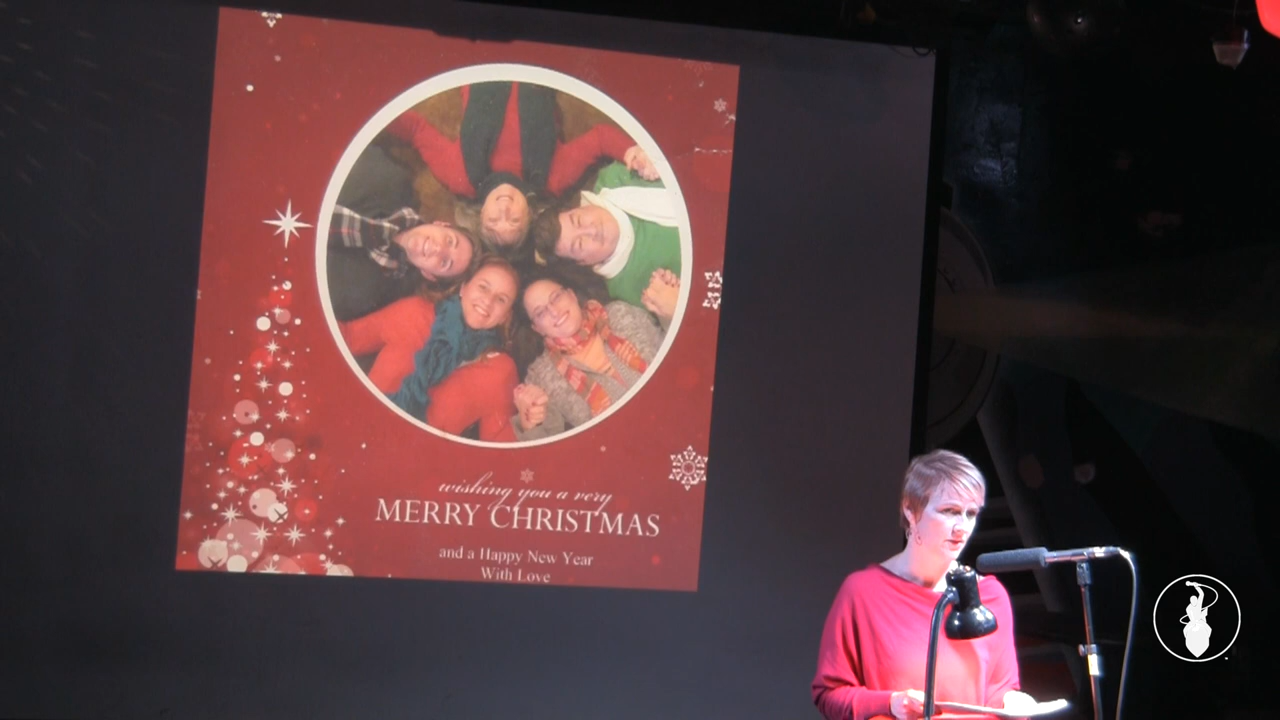 wishing you a very
MERRY CHRISTMAS
and a Happy New Year
With Love